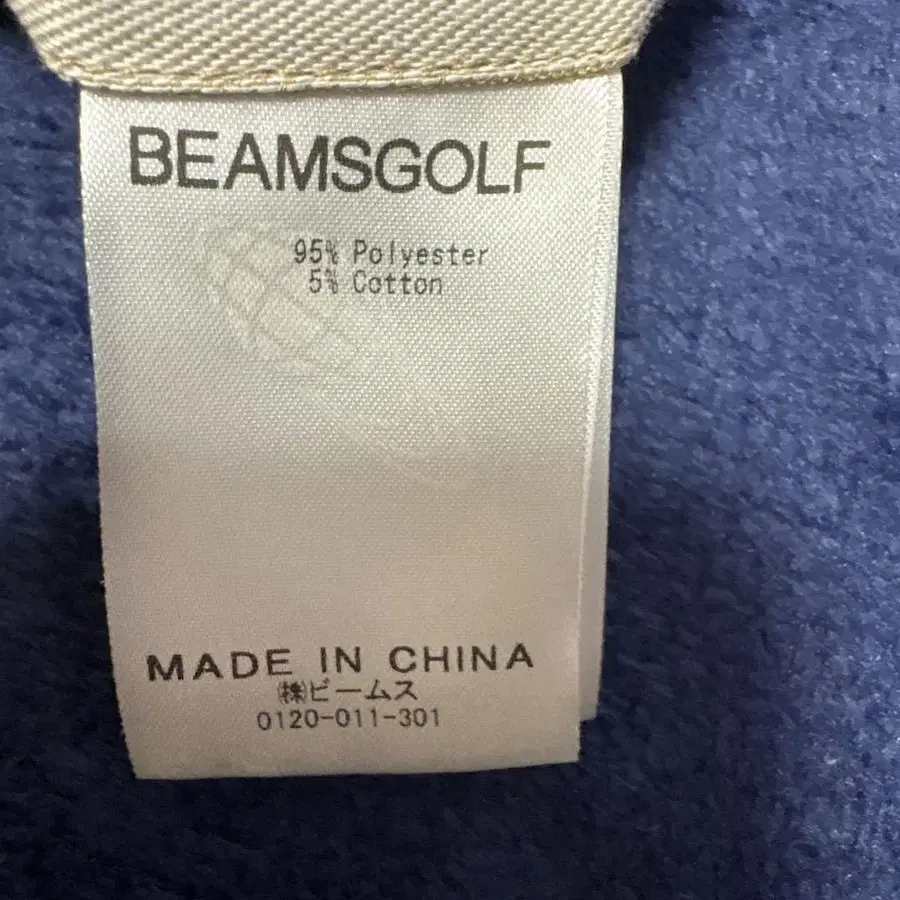 BEAMSGOLF
95% Polyester
5% Cotton
MADE IN CHINA
㈱ビームス
0120-011-301